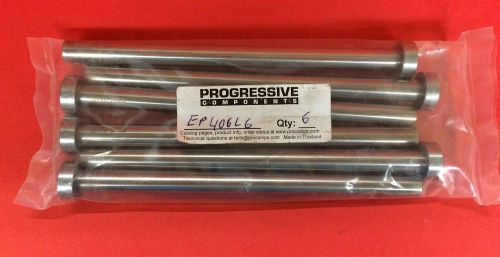 PROGRESSIVE
COMPONENTS
EP406L6 Qty: 6
Catalog pages, product info, order status at www.procomps.com
Technical questions at tech@procomps.com Made in Thailand